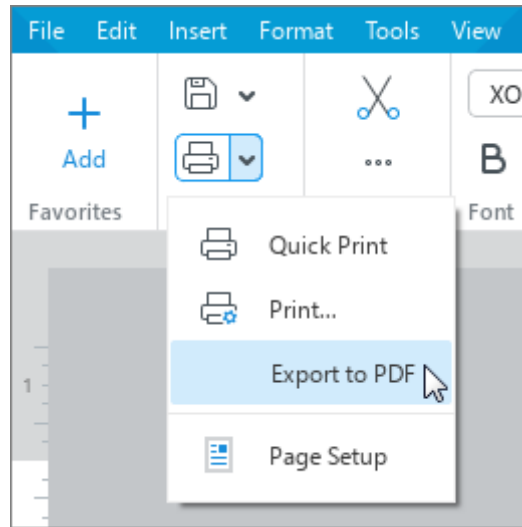 File Edit Insert Format Tools View
XO
Add
B
Favorites
Font
Quick Print
Print...
Export to PDF
1
Page Setup